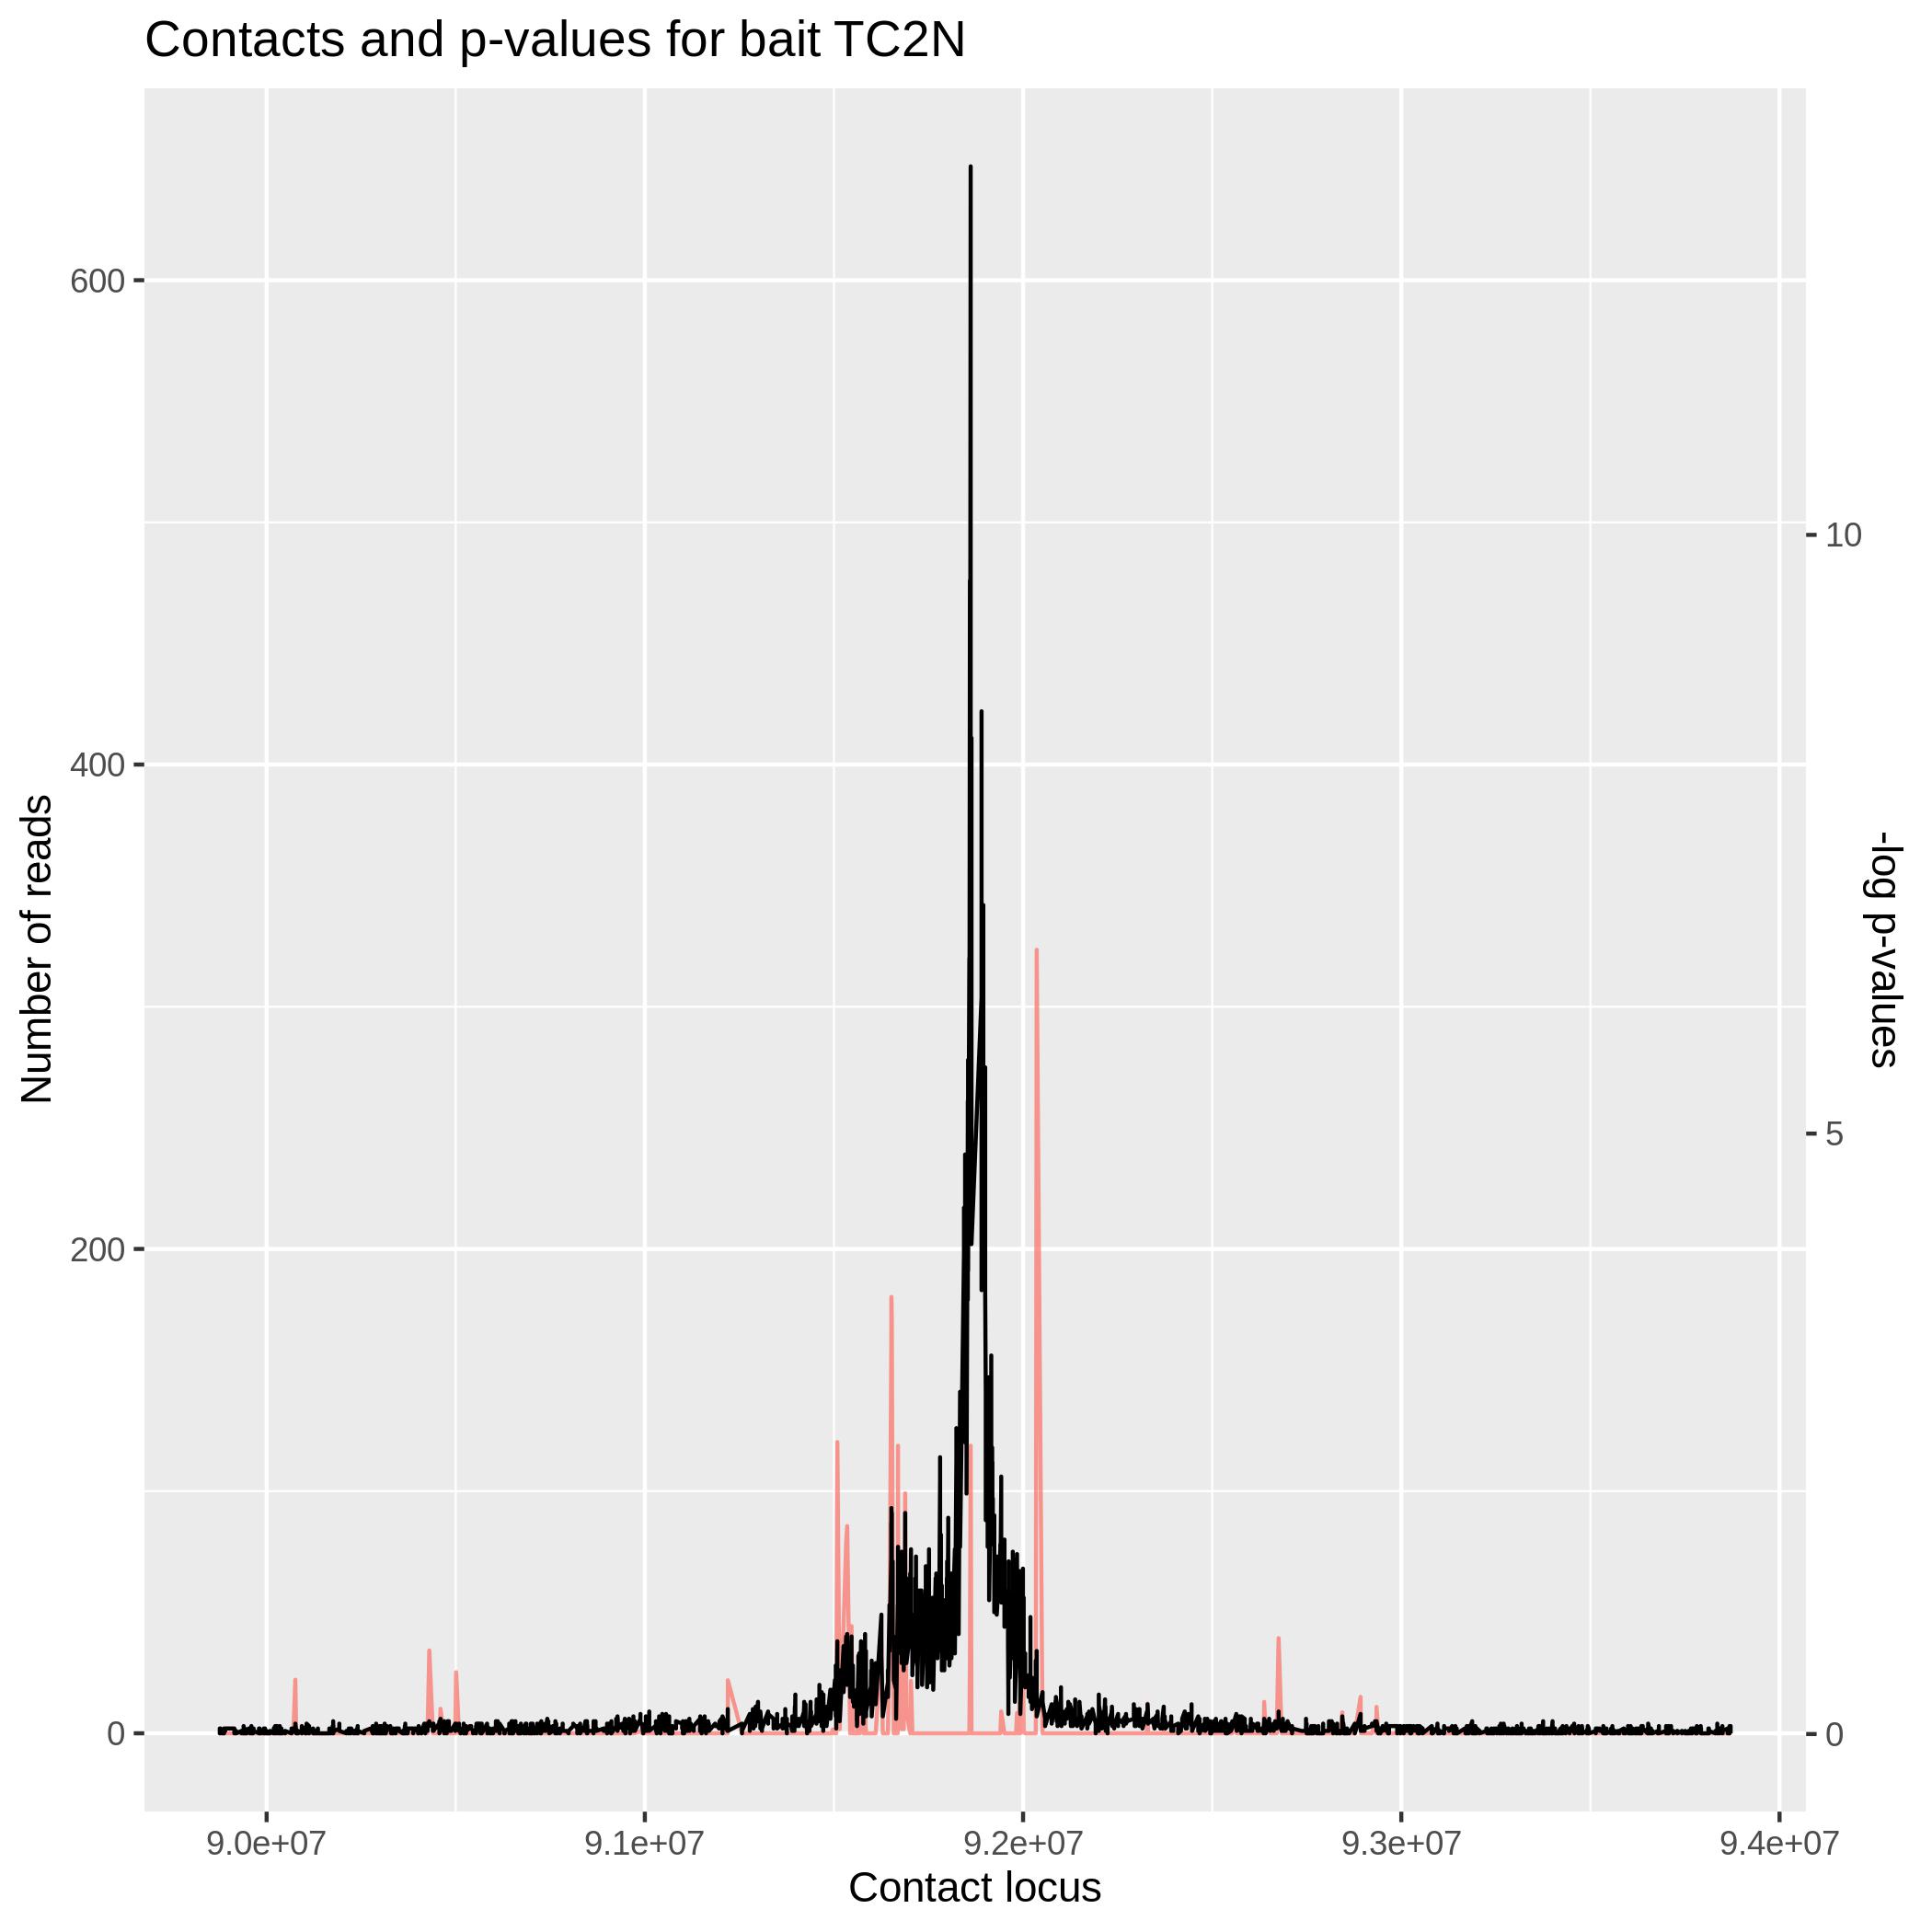 Contacts and p-values for bait TC2N
600
400
200
0
Number of reads
10
5
0
-log p-values
9.0e+07
9.1e+07
9.2e+07
9.3e+07
9.4e+07
Contact locus